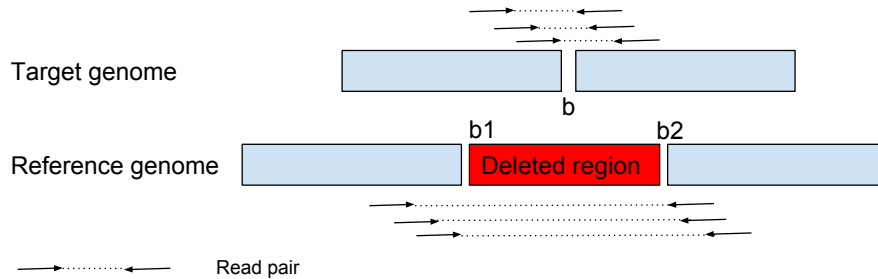 Target genome
b
b1
b2
Reference genome
Deleted region
Read pair